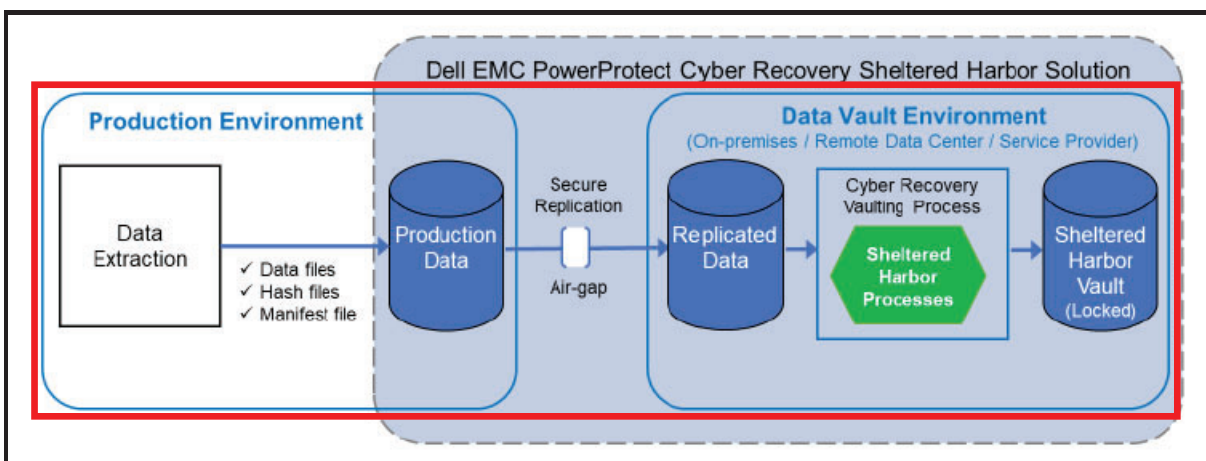 Dell EMC PowerProtect Cyber Recovery Sheltered Harbor Solution
Production Environment
Data
Extraction
✓ Data files
✓ Hash files
✓ Manifest file
Production
Data
Secure
Replication
Air-gap
Data Vault Environment
(On-premises / Remote Data Center / Service Provider)
Replicated
Data
Cyber Recovery
Vaulting Process
Sheltered
Harbor
Processes
Sheltered
Harbor
Vault
(Locked)